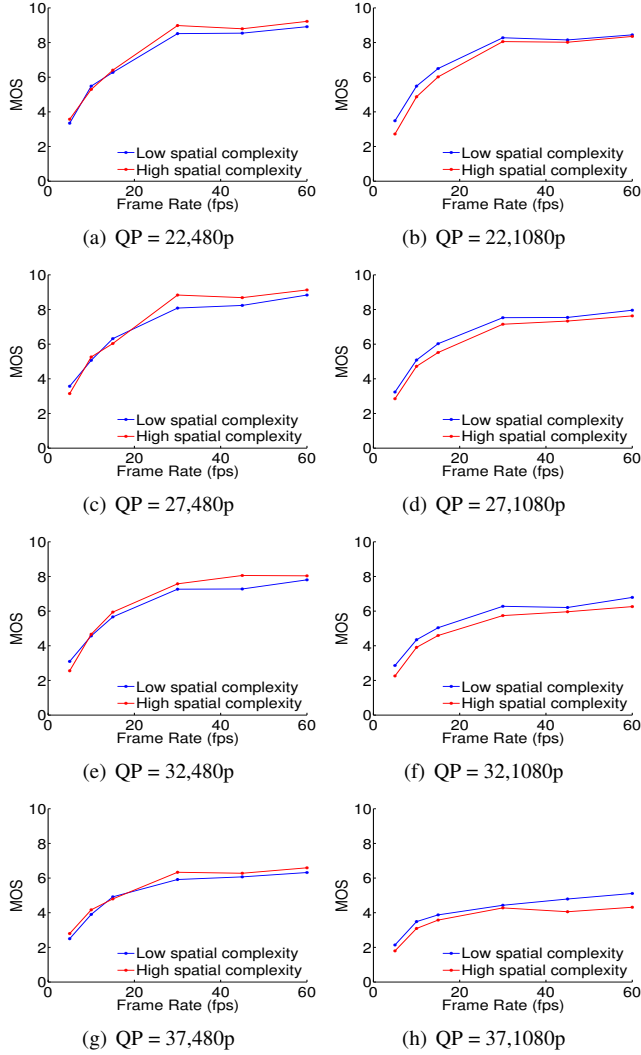 10
8
6
4
2
0
MOS
Low spatial complexity
High spatial complexity
0 20 40 60
Frame Rate (fps)
(a) QP = 22,480p
10
8
6
4
2
0
MOS
Low spatial complexity
High spatial complexity
0 20 40 60
Frame Rate (fps)
(b) QP = 22,1080p
10
8
6
4
2
0
MOS
Low spatial complexity
High spatial complexity
0 20 40 60
Frame Rate (fps)
(c) QP = 27,480p
10
8
6
4
2
0
MOS
Low spatial complexity
High spatial complexity
0 20 40 60
Frame Rate (fps)
(d) QP = 27,1080p
10
8
6
4
2
0
MOS
Low spatial complexity
High spatial complexity
0 20 40 60
Frame Rate (fps)
(e) QP = 32,480p
10
8
6
4
2
0
MOS
Low spatial complexity
High spatial complexity
0 20 40 60
Frame Rate (fps)
(f) QP = 32,1080p
10
8
6
4
2
0
MOS
Low spatial complexity
High spatial complexity
0 20 40 60
Frame Rate (fps)
(g) QP = 37,480p
10
8
6
4
2
0
MOS
Low spatial complexity
High spatial complexity
0 20 40 60
Frame Rate (fps)
(h) QP = 37,1080p